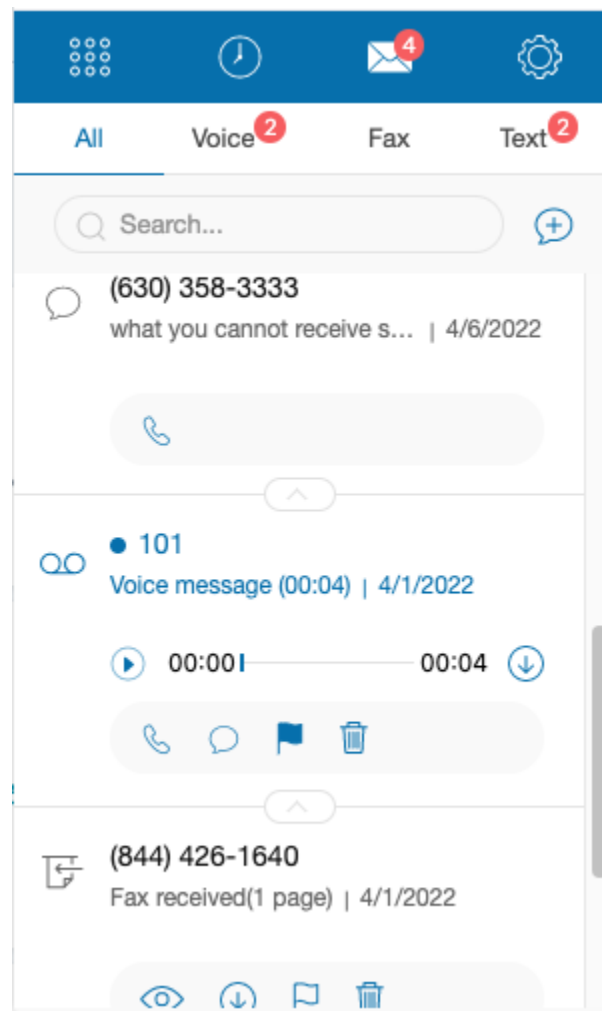 4
All
Voice 2
Fax
Text 2
Search...
(630) 358-3333
what you cannot receive s... | 4/6/2022
101
Voice message (00:04) | 4/1/2022
00:00 00:04
(844) 426-1640
Fax received(1 page) | 4/1/2022